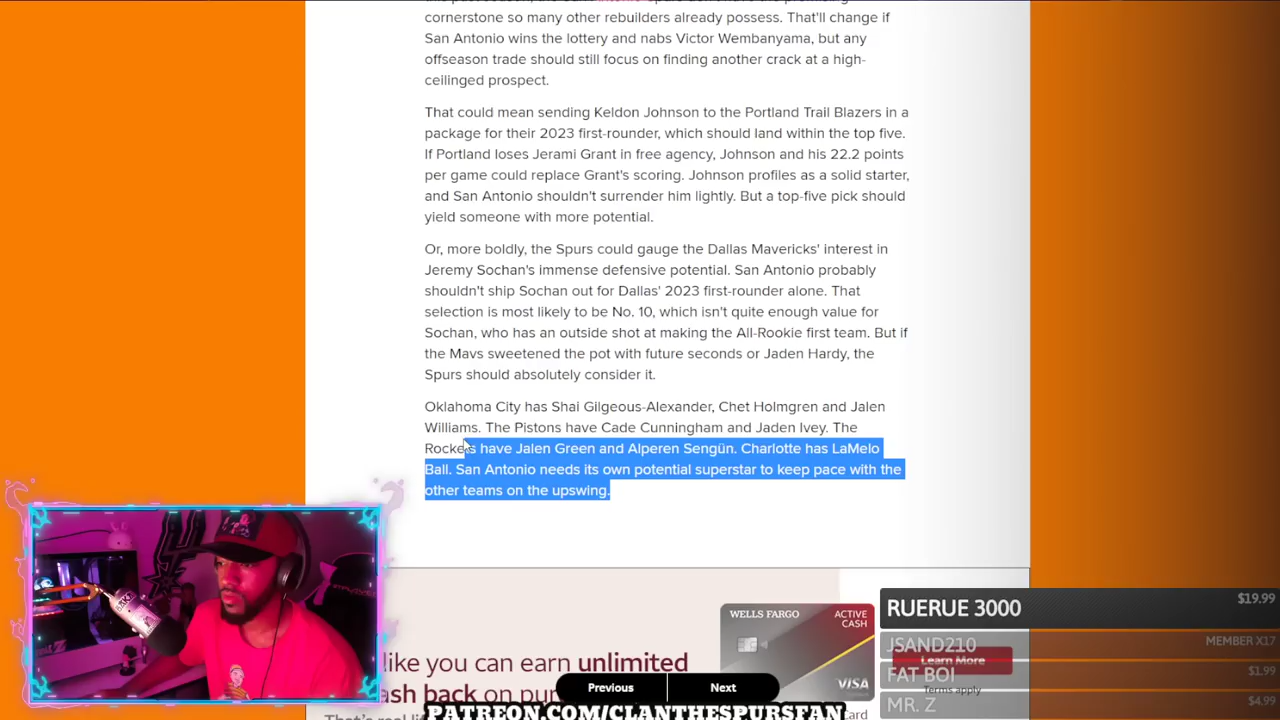 cornerstone so many other rebuilders already possess. That'll change if
San Antonio wins the lottery and nabs Victor Wembanyama, but any
offseason trade should still focus on finding another crack at a high-
ceilinged prospect.
That could mean sending Keldon Johnson to the Portland Trail Blazers in a
package for their 2023 first-rounder, which should land within the top five.
If Portland loses Jerami Grant in free agency, Johnson and his 22.2 points
per game could replace Grant's scoring. Johnson profiles as a solid starter,
and San Antonio shouldn't surrender him lightly. But a top-five pick should
yield someone with more potential.
Or, more boldly, the Spurs could gauge the Dallas Mavericks' interest in
Jeremy Sochan's immense defensive potential. San Antonio probably
shouldn't ship Sochan out for Dallas' 2023 first-rounder alone. That
selection is most likely to be No. 10, which isn't quite enough value for
Sochan, who has an outside shot at making the All-Rookie first team. But if
the Mavs sweetened the pot with future seconds or Jaden Hardy, the
Spurs should absolutely consider it.
Oklahoma City has Shai Gilgeous-Alexander, Chet Holmgren and Jalen
Williams. The Pistons have Cade Cunningham and Jaden Ivey. The
Rockets have Jalen Green and Alperen Sengün. Charlotte has LaMelo
Ball. San Antonio needs its own potential superstar to keep pace with the
other teams on the upswing.
WELLS FARGO
ACTIVE
CASH
VISA
like you can earn unlimited
ash back on pur
Previous
Next
Learn More
Terms apply
RUERUE 3000
$19.99
JSAND210
MEMBER X17
FAT BOI
$1.99
MR. Z
$4.99
PATREON.COM/CLANTHESPURSFAN